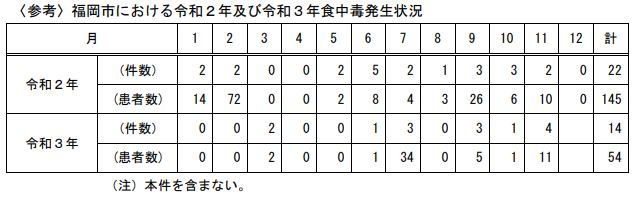 〈参考〉福岡市における令和２年及び令和３年食中毒発生状況
月 1 2 3 4 5 6 7 8 9 10 11 12 計
令和２年 (件数) 2 2 0 0 2 5 2 1 3 3 2 0 22
(患者数) 14 72 0 0 2 8 4 3 26 6 10 0 145
令和３年 (件数) 0 0 2 0 0 1 3 0 3 1 4 14
(患者数) 0 0 2 0 0 1 34 0 5 1 11 54
（注）本件を含まない。